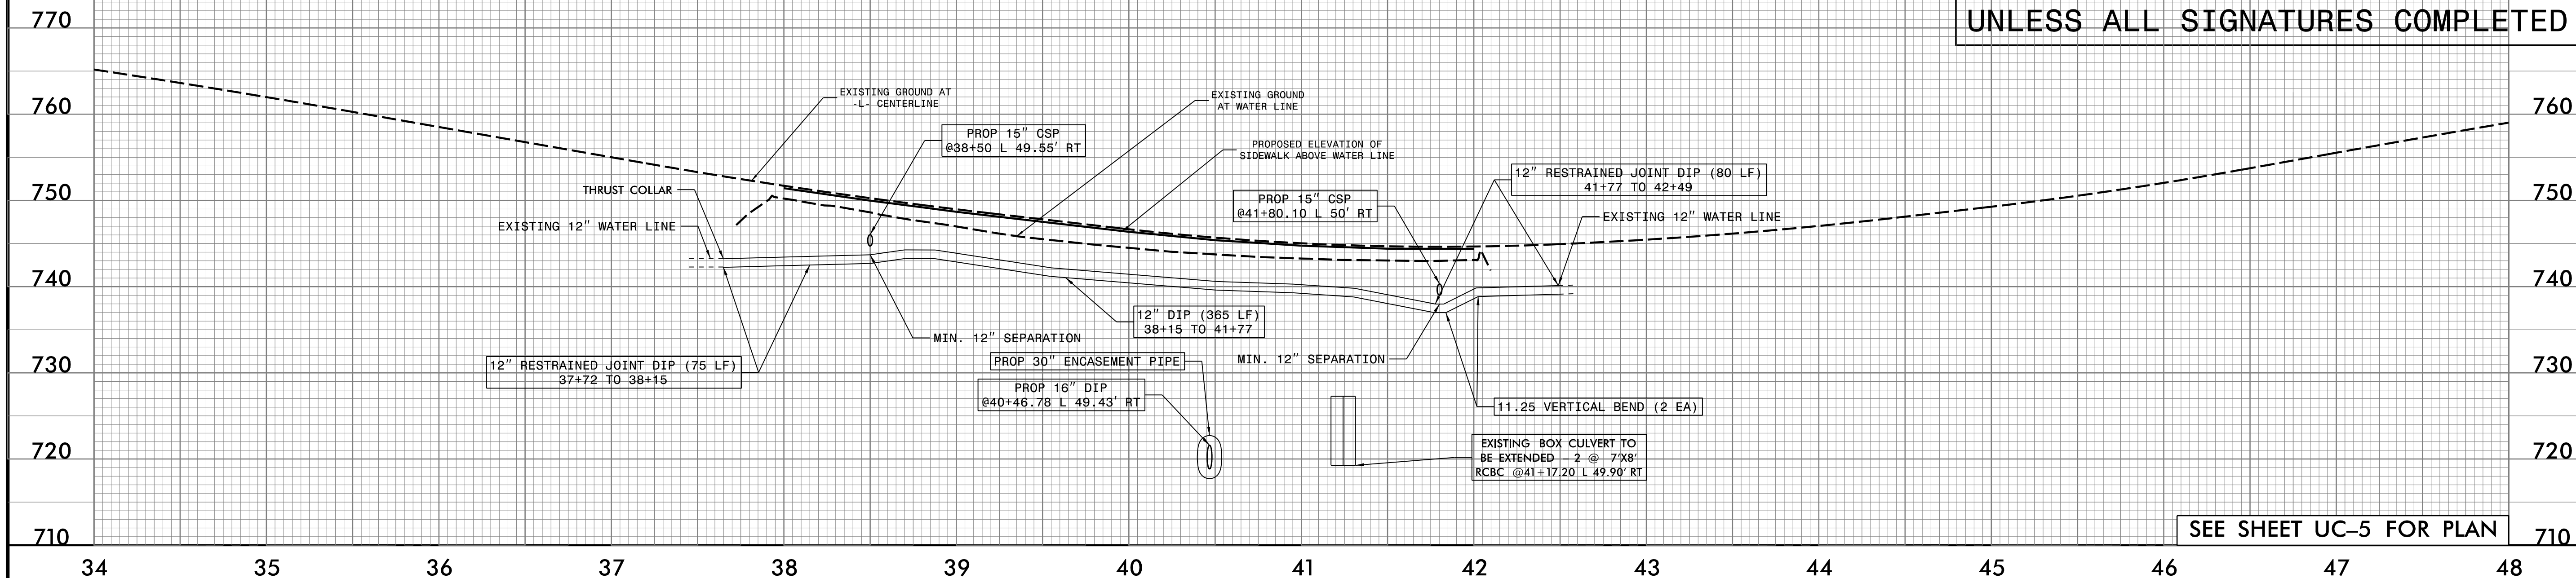 770
UNLESS ALL SIGNATURES COMPLETED
760
EXISTING GROUND AT
-L- CENTERLINE
EXISTING GROUND
AT WATER LINE
760
PROP 15" CSP
@38+50 L 49.55' RT
PROPOSED ELEVATION OF
SIDEWALK ABOVE WATER LINE
750
THRUST COLLAR
PROP 15" CSP
@41+80.10 L 50' RT
12" RESTRAINED JOINT DIP (80 LF)
41+77 TO 42+49
750
EXISTING 12" WATER LINE
EXISTING 12" WATER LINE
740
740
12" DIP (365 LF)
38+15 TO 41+77
MIN. 12" SEPARATION
MIN. 12" SEPARATION
730
12" RESTRAINED JOINT DIP (75 LF)
37+72 TO 38+15
PROP 30" ENCASEMENT PIPE
730
PROP 16" DIP
@40+46.78 L 49.43' RT
11.25 VERTICAL BEND (2 EA)
720
EXISTING BOX CULVERT TO
BE EXTENDED - 2 @ 7'X8'
RCBC @41+17.20 L 49.90' RT
720
710
SEE SHEET UC-5 FOR PLAN
710
34 35 36 37 38 39 40 41 42 43 44 45 46 47 48